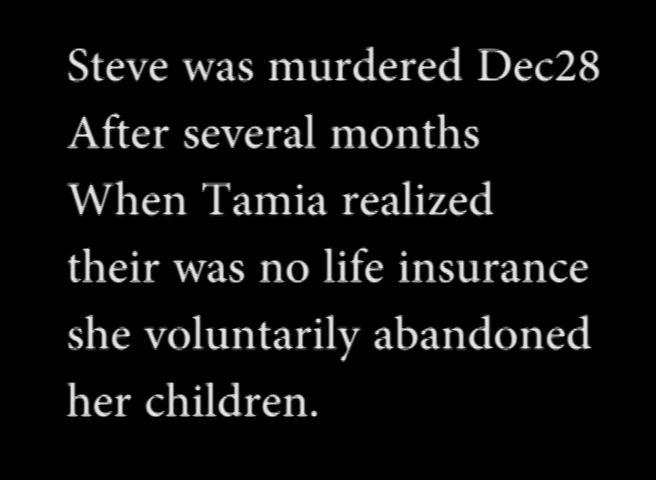 Steve was murdered Dec28
After several months
When Tamia realized
their was no life insurance
she voluntarily abandoned
her children.